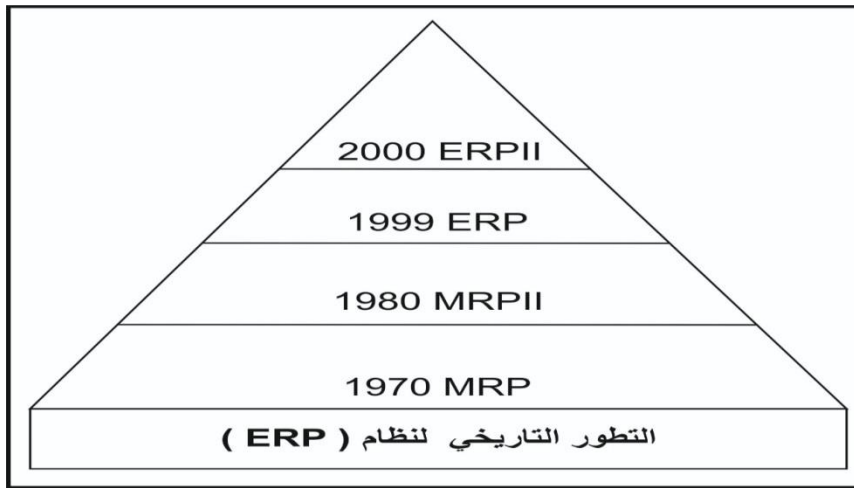 2000 ERPII
1999 ERP
1980 MRPII
1970 MRP
التطور التاريخي لنظام ( ERP )